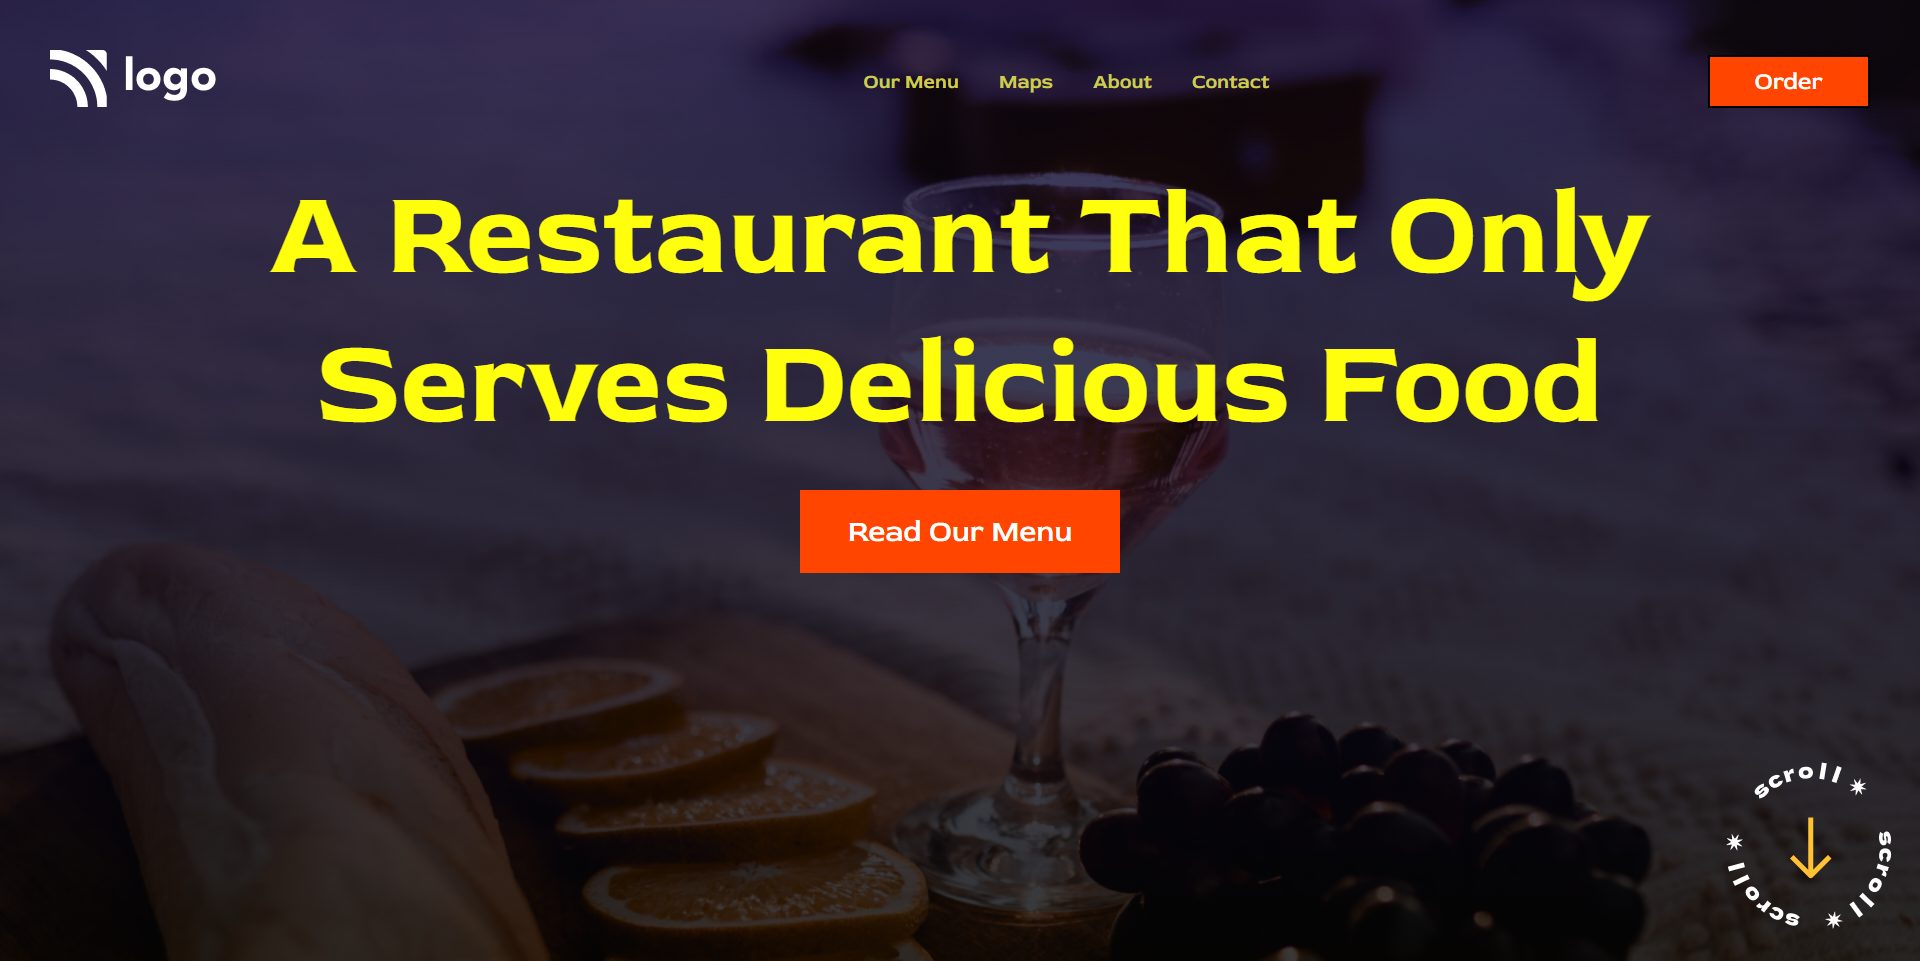 logo
Our Menu Maps About Contact
Order
A Restaurant That Only
Serves Delicious Food
Read Our Menu
scroll ✷ scroll ✷ scroll ✷